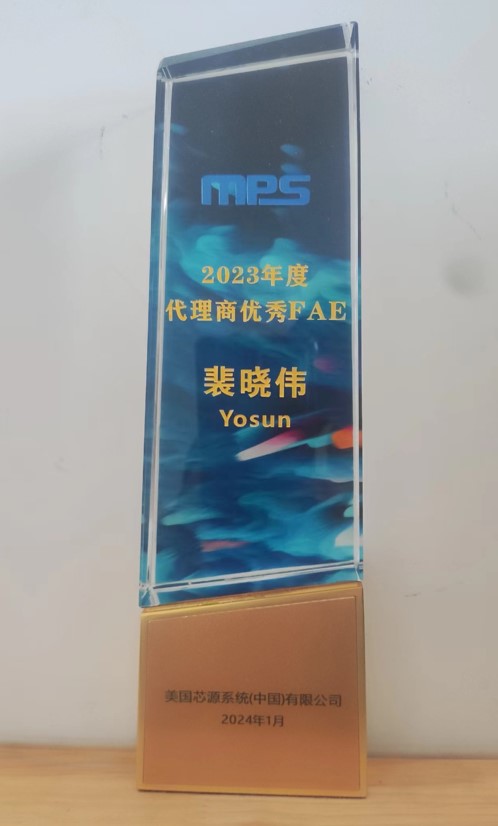 MPS
2023年度
代理商优秀FAE
裴晓伟
Yosun
美国芯源系统(中国)有限公司
2024年1月